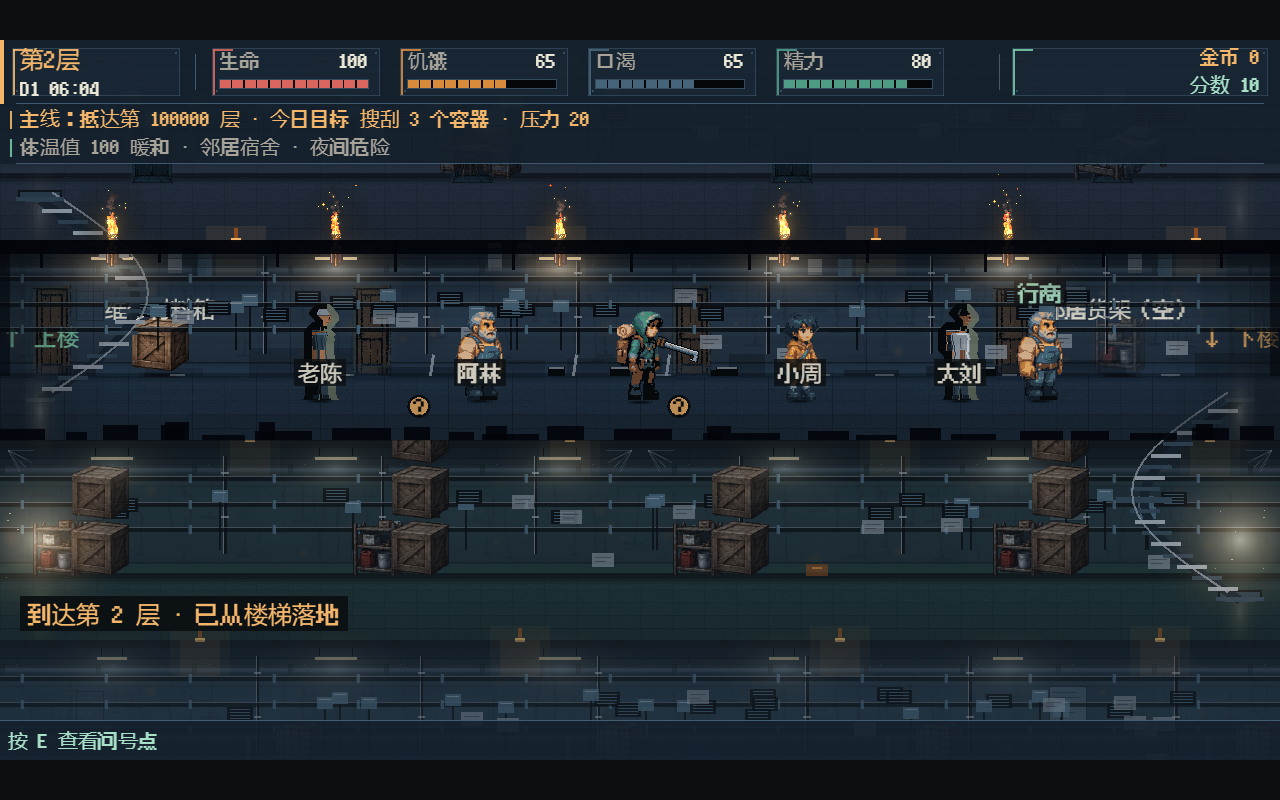 第2层
D1 06:04
生命 100
饥饿 65
口渴 65
精力 80
金币 0
分数 10
主线：抵达第 100000 层 · 今日目标 搜刮 3 个容器 · 压力 20
体温值 100 暖和 · 邻居宿舍 · 夜间危险
行商
居货架（空）
↑ 上楼
↓ 下楼
老陈
阿林
小周
大刘
?
?
到达第 2 层 · 已从楼梯落地
按 E 查看问号点